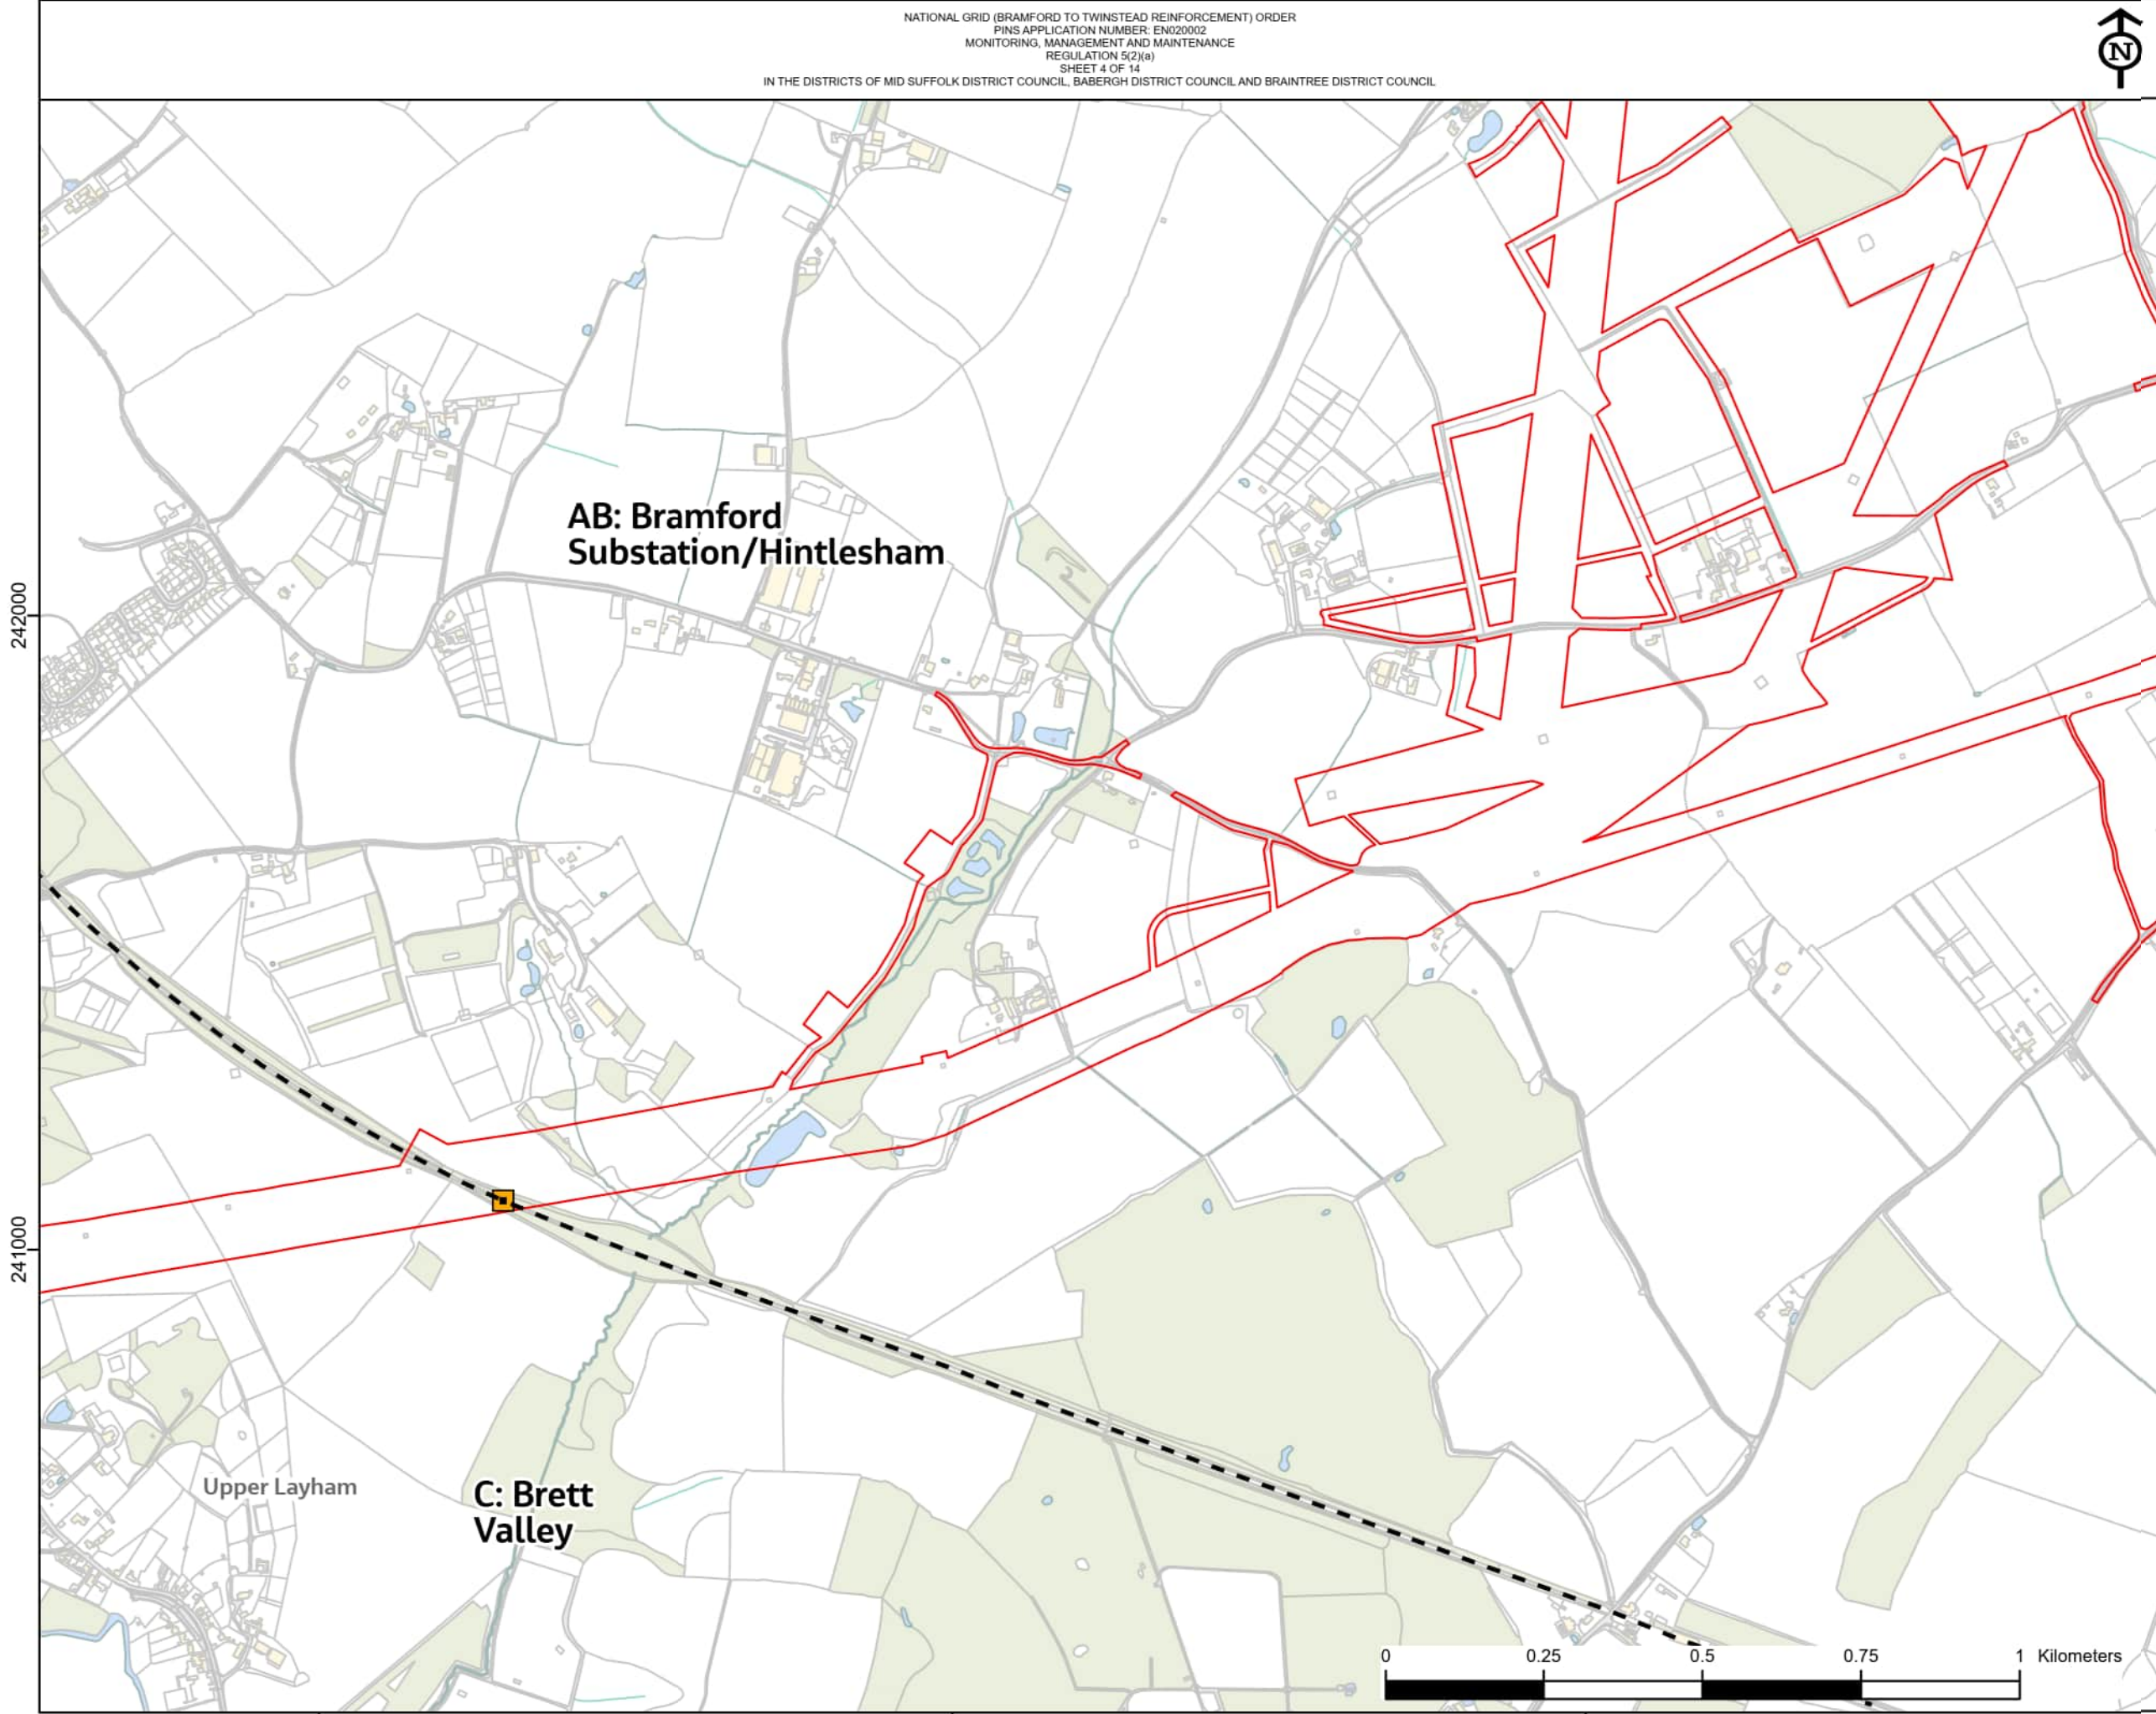 NATIONAL GRID (BRAMFORD TO TWINSTEAD REINFORCEMENT) ORDER
PINS APPLICATION NUMBER: EN020002
MONITORING, MANAGEMENT AND MAINTENANCE
REGULATION 5(2)(a)
SHEET 4 OF 14
IN THE DISTRICTS OF MID SUFFOLK DISTRICT COUNCIL, BABERGH DISTRICT COUNCIL AND BRAINTREE DISTRICT COUNCIL
N
AB: Bramford
Substation/Hintlesham
242000
241000
Upper Layham
C: Brett
Valley
0 0.25 0.5 0.75 1 Kilometers